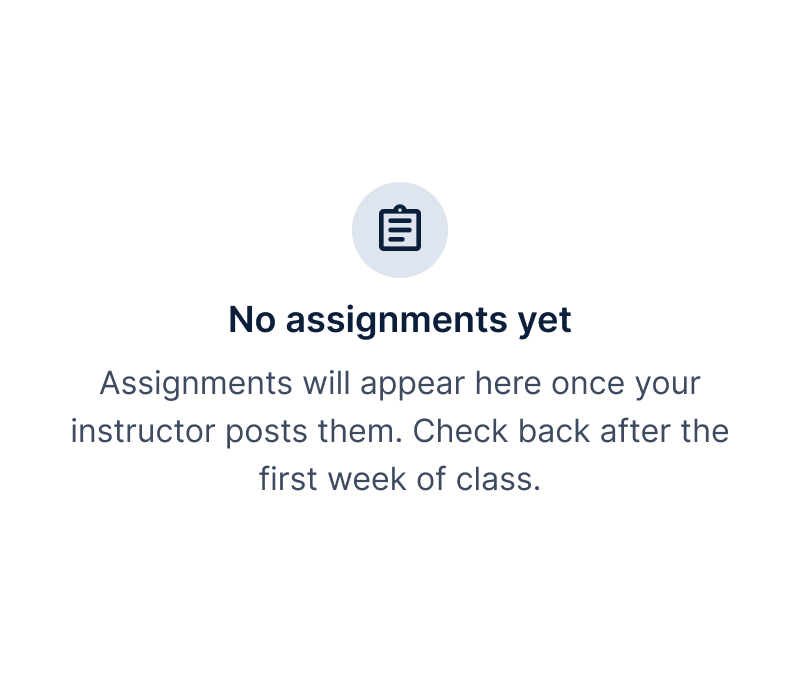 No assignments yet
Assignments will appear here once your
instructor posts them. Check back after the
first week of class.